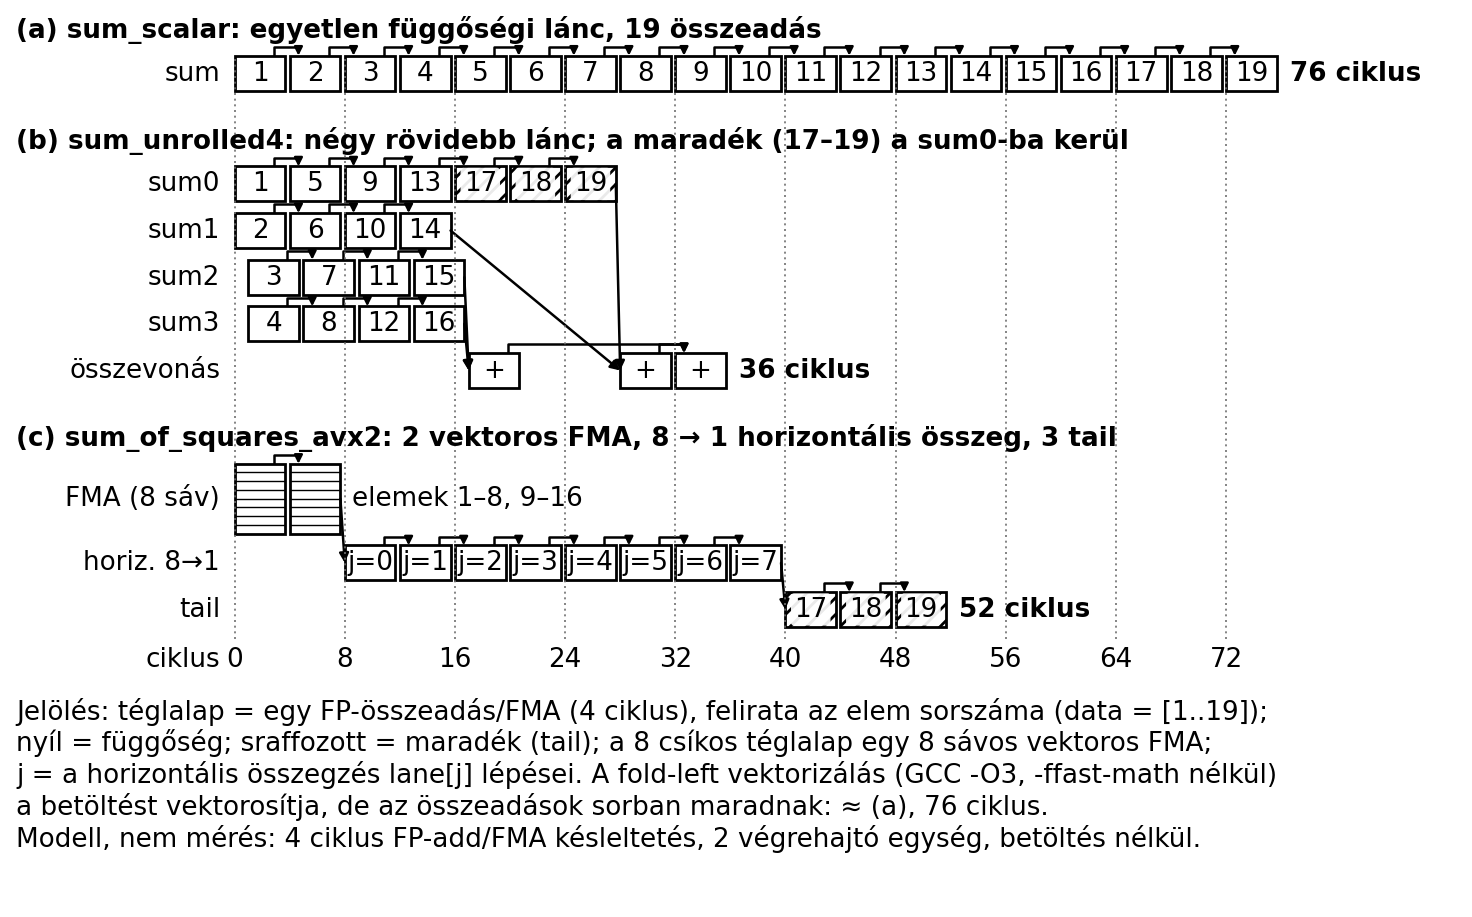 (a) sum_scalar: egyetlen függőségi lánc, 19 összeadás
sum 1 2 3 4 5 6 7 8 9 10 11 12 13 14 15 16 17 18 19 76 ciklus
(b) sum_unrolled4: négy rövidebb lánc; a maradék (17–19) a sum0-ba kerül
sum0 1 5 9 13 17 18 19
sum1 2 6 10 14
sum2 3 7 11 15
sum3 4 8 12 16
összevonás + + + 36 ciklus
(c) sum_of_squares_avx2: 2 vektoros FMA, 8 → 1 horizontális összeg, 3 tail
FMA (8 sáv) elemek 1–8, 9–16
horiz. 8→1 j=0 j=1 j=2 j=3 j=4 j=5 j=6 j=7
tail 17 18 19 52 ciklus
ciklus 0 8 16 24 32 40 48 56 64 72
Jelölés: téglalap = egy FP-összeadás/FMA (4 ciklus), felirata az elem sorszáma (data = [1..19]);
nyíl = függőség; sraffozott = maradék (tail); a 8 csíkos téglalap egy 8 sávos vektoros FMA;
j = a horizontális összegzés lane[j] lépései. A fold-left vektorizálás (GCC -O3, -ffast-math nélkül)
a betöltést vektorosítja, de az összeadások sorban maradnak: ≈ (a), 76 ciklus.
Modell, nem mérés: 4 ciklus FP-add/FMA késleltetés, 2 végrehajtó egység, betöltés nélkül.